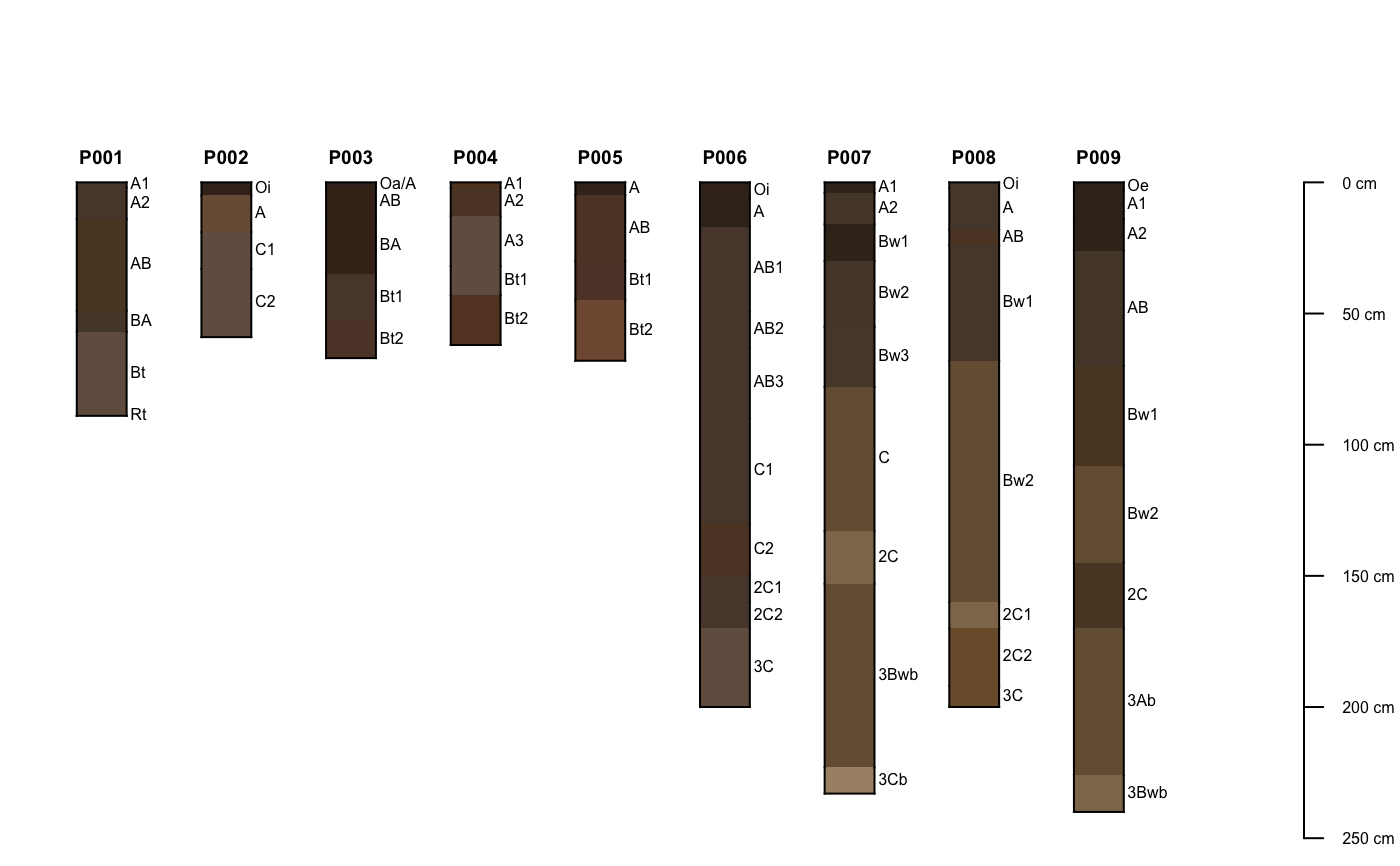 P001
P002
P003
P004
P005
P006
P007
P008
P009
A1
A2
AB
BA
Bt
Rt
Oi
A
C1
C2
Oa/A
AB
BA
Bt1
Bt2
A1
A2
A3
Bt1
Bt2
A
AB
Bt1
Bt2
Oi
A
AB1
AB2
AB3
C1
C2
2C1
2C2
3C
A1
A2
Bw1
Bw2
Bw3
C
2C
3Bwb
3Cb
Oi
A
AB
Bw1
Bw2
2C1
2C2
3C
Oe
A1
A2
AB
Bw1
Bw2
2C
3Ab
3Bwb
0 cm
50 cm
100 cm
150 cm
200 cm
250 cm